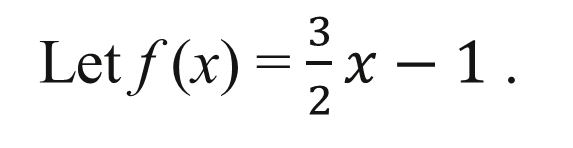 Let f(x) = 3/2 x − 1 .